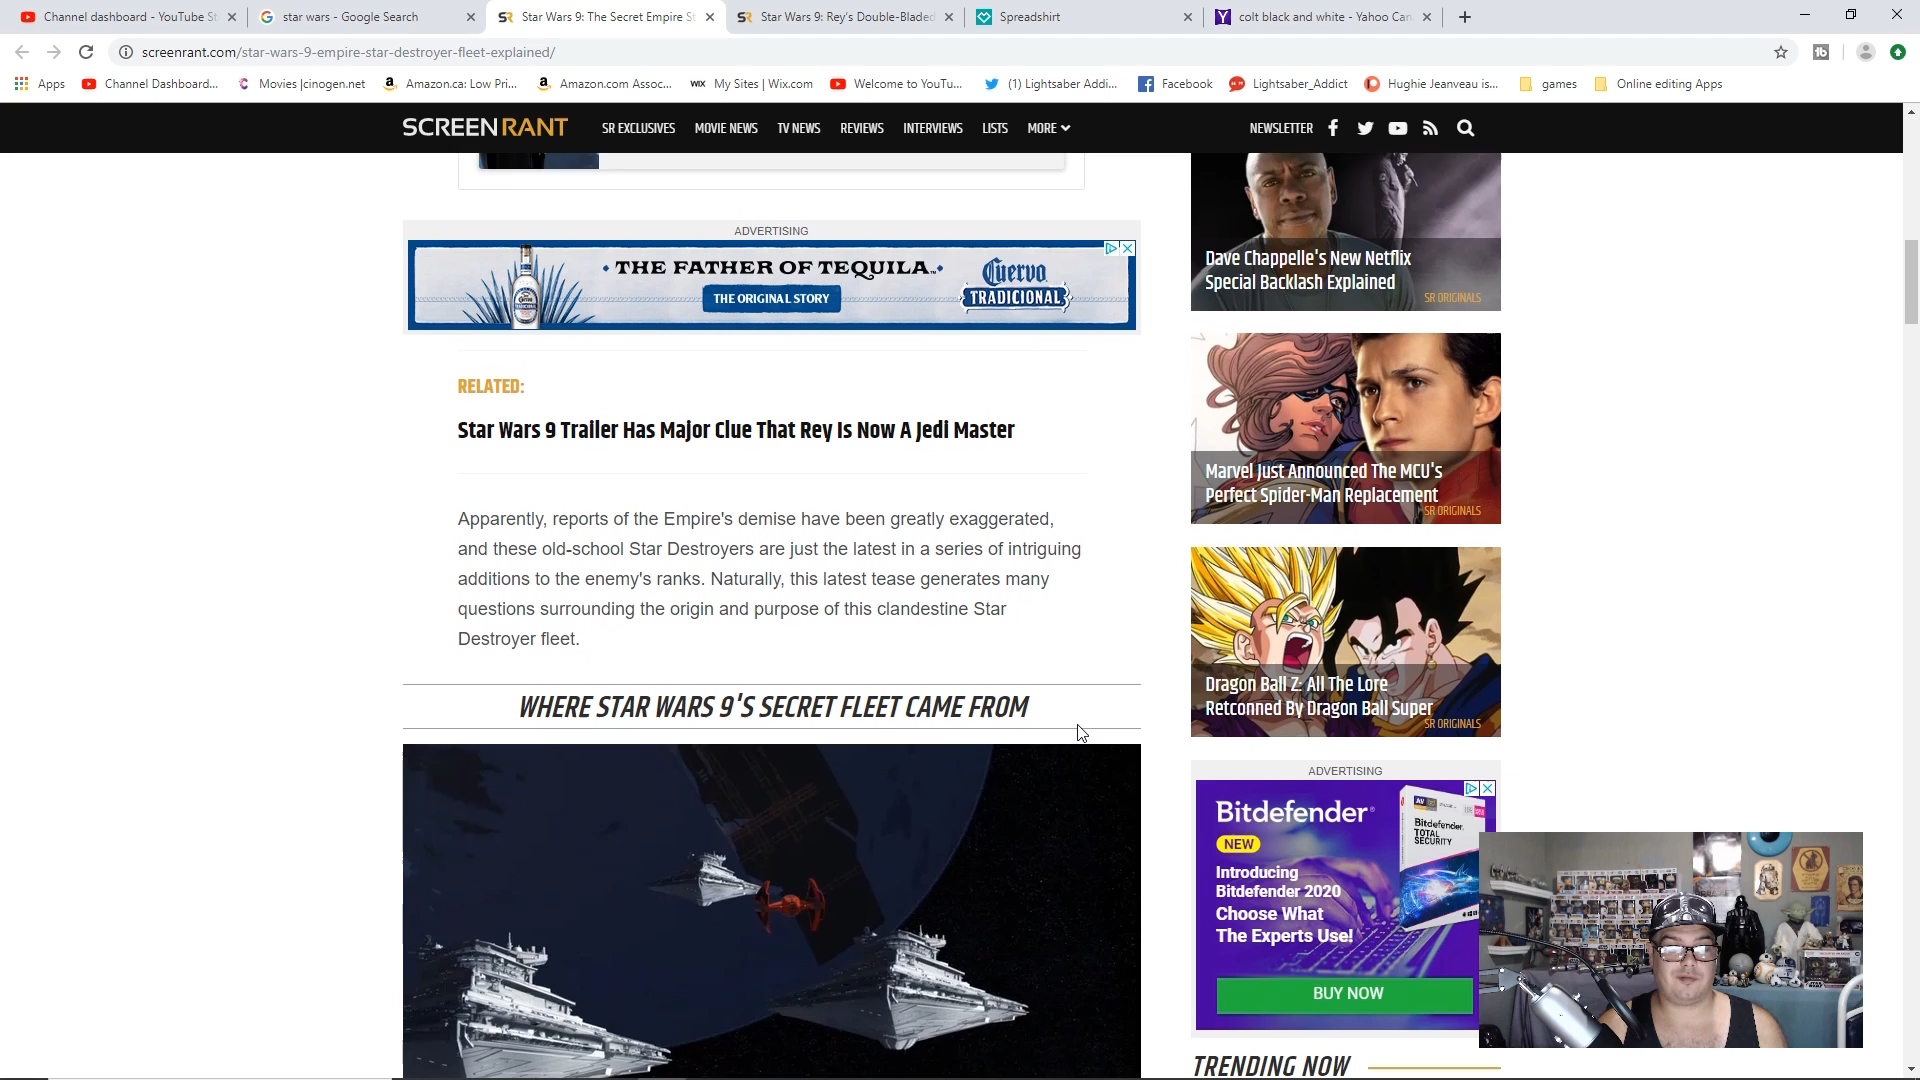 Channel dashboard - YouTube St
star wars - Google Search
Star Wars 9: The Secret Empire St
Star Wars 9: Rey's Double-Bladed
Spreadshirt
colt black and white - Yahoo Can
screenrant.com/star-wars-9-empire-star-destroyer-fleet-explained/
Apps
Channel Dashboard...
Movies |cinogen.net
Amazon.ca: Low Pri...
Amazon.com Assoc...
WIX My Sites | Wix.com
Welcome to YouTu...
(1) Lightsaber Addi...
Facebook
Lightsaber_Addict
Hughie Jeanveau is...
games
Online editing Apps
SCREENRANT
SR EXCLUSIVES
MOVIE NEWS
TV NEWS
REVIEWS
INTERVIEWS
LISTS
MORE
NEWSLETTER
ADVERTISING
THE FATHER OF TEQUILA.™
THE ORIGINAL STORY
Cuervo
TRADICIONAL
RELATED:
Star Wars 9 Trailer Has Major Clue That Rey Is Now A Jedi Master
Apparently, reports of the Empire's demise have been greatly exaggerated,
and these old-school Star Destroyers are just the latest in a series of intriguing
additions to the enemy's ranks. Naturally, this latest tease generates many
questions surrounding the origin and purpose of this clandestine Star
Destroyer fleet.
WHERE STAR WARS 9'S SECRET FLEET CAME FROM
Dave Chappelle's New Netflix
Special Backlash Explained
SR ORIGINALS
Marvel Just Announced The MCU's
Perfect Spider-Man Replacement
SR ORIGINALS
Dragon Ball Z: All The Lore
Retconned By Dragon Ball Super
SR ORIGINALS
ADVERTISING
Bitdefender®
NEW
Introducing
Bitdefender 2020
Choose What
The Experts Use!
Bitdefender
TOTAL
SECURITY
BUY NOW
TRENDING NOW